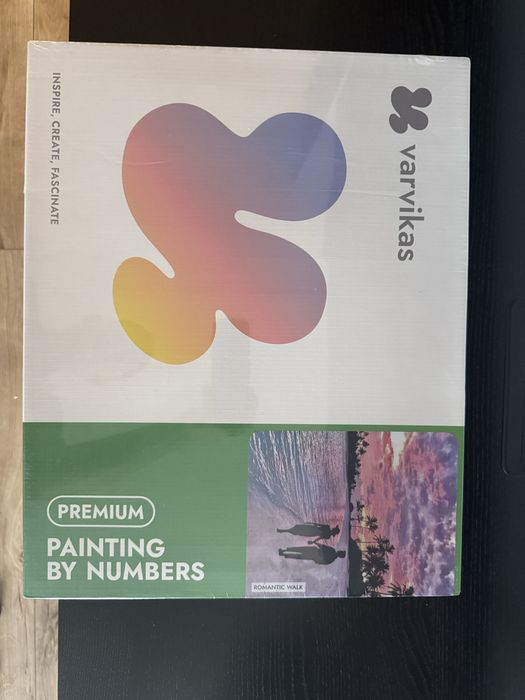 varvikas
INSPIRE, CREATE, FASCINATE
PREMIUM
PAINTING
BY NUMBERS
ROMANTIC WALK